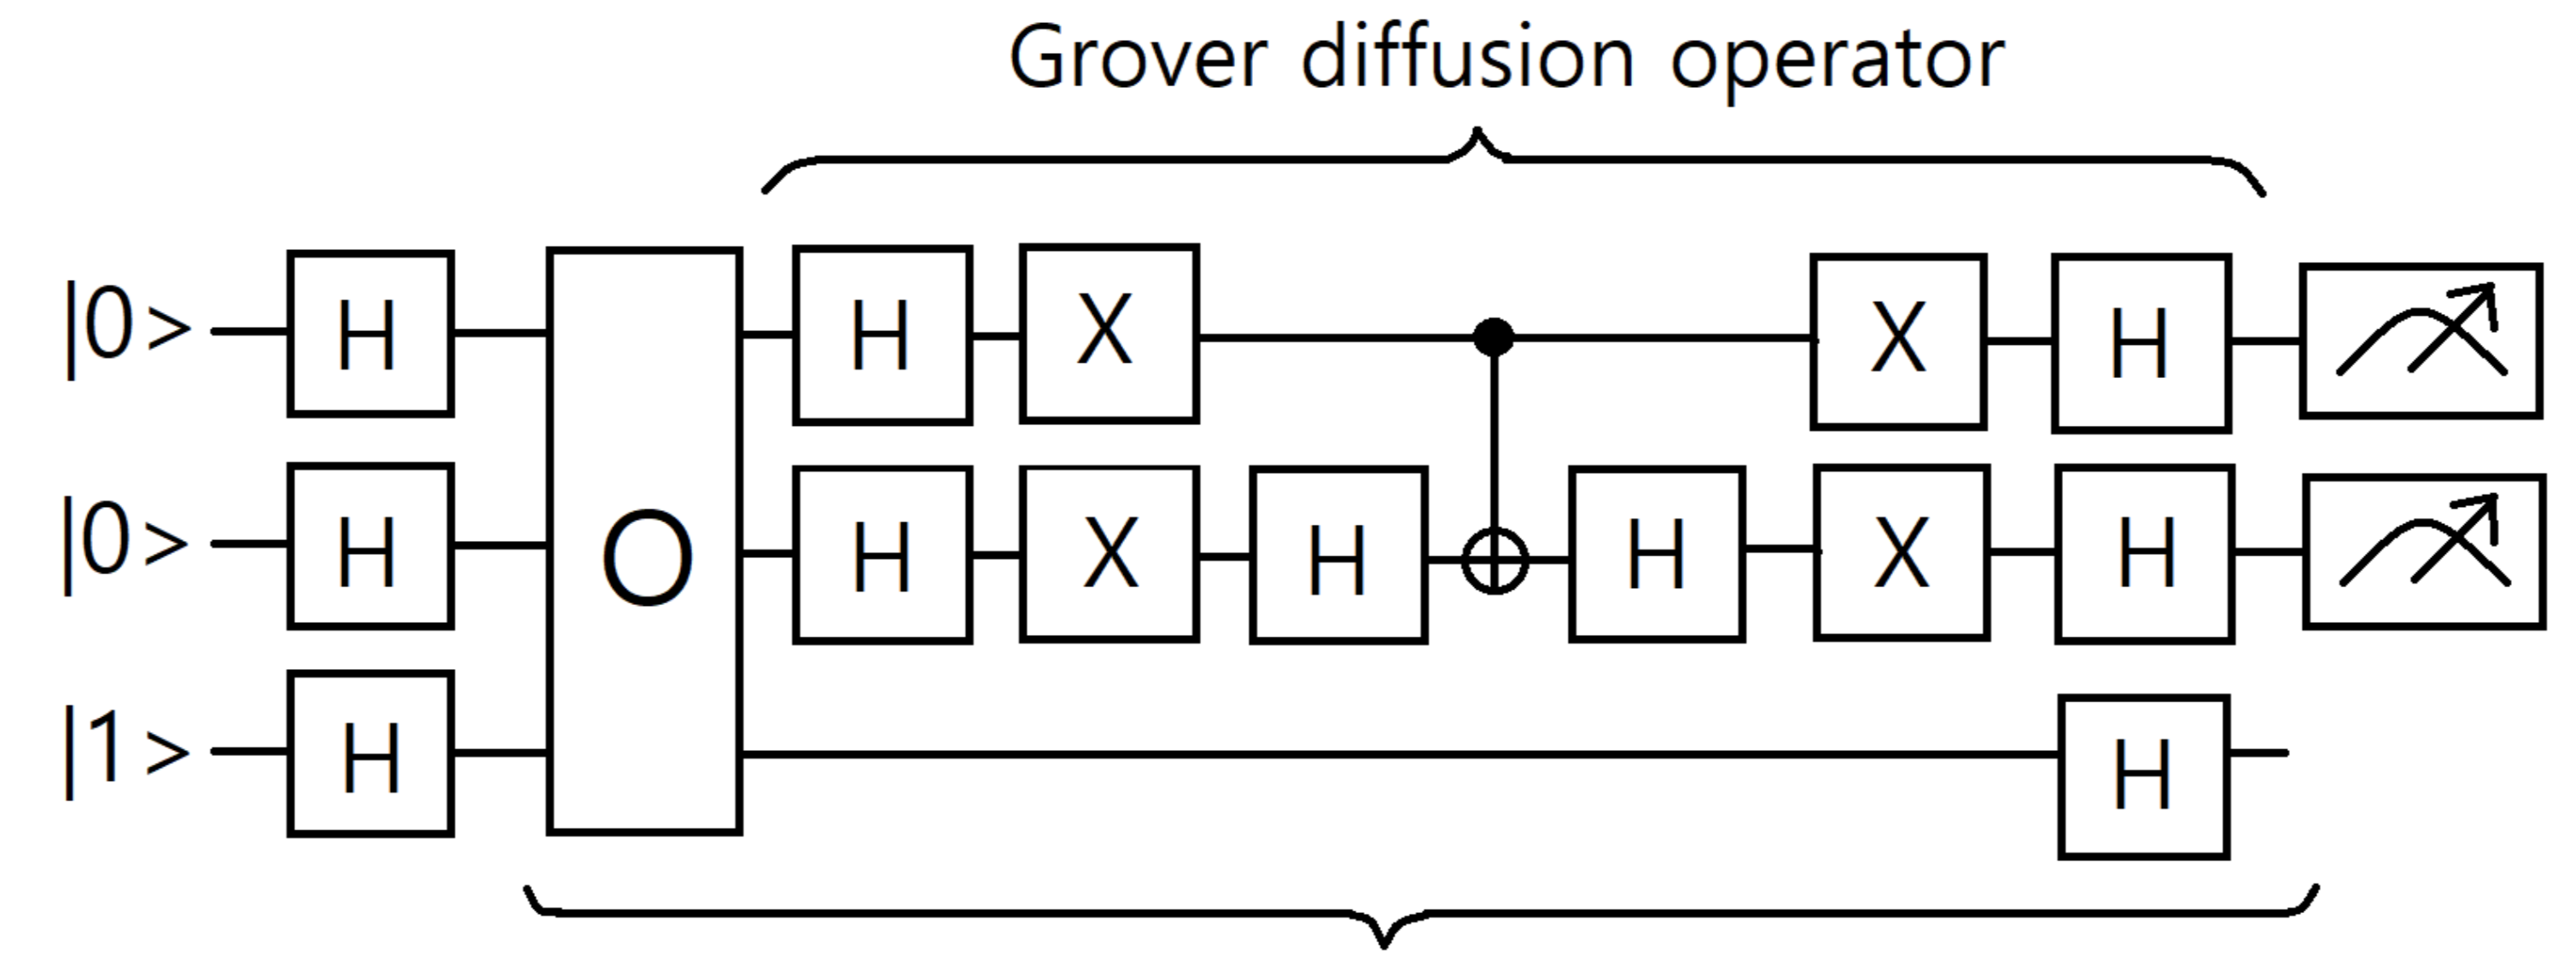 Grover diffusion operator
|0> H H X X H
|0> H O H X H H X H
|1> H H